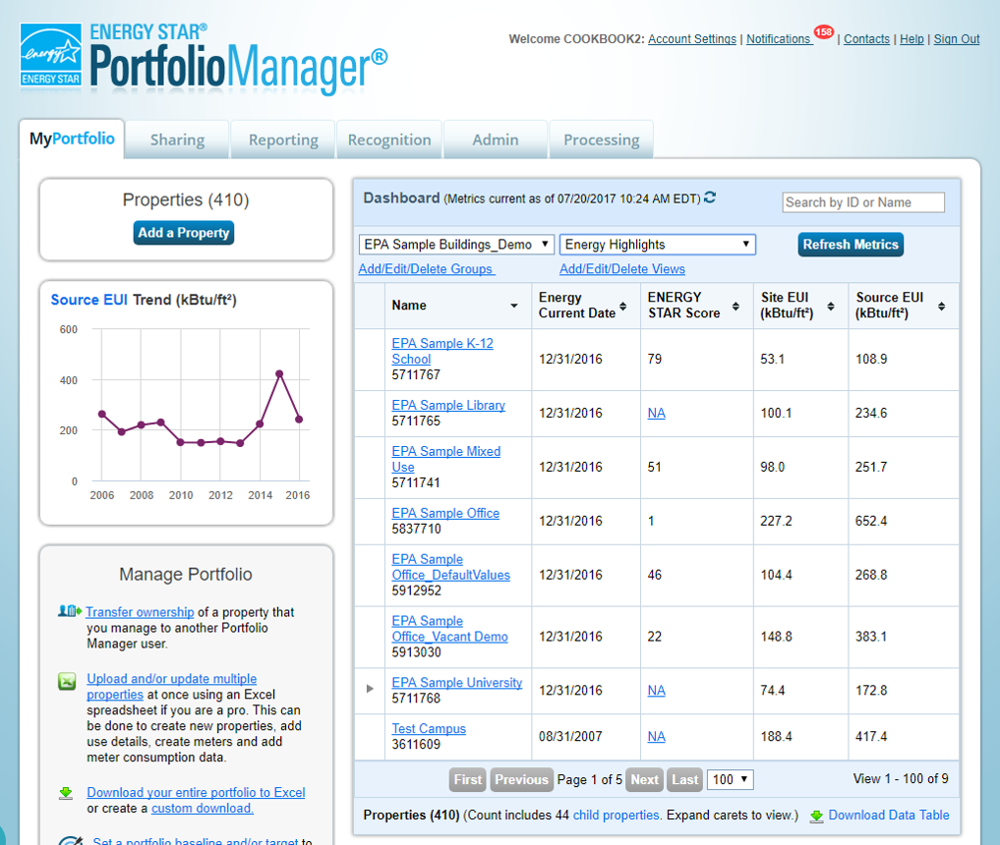 ENERGY STAR®
PortfolioManager®
energy
ENERGY STAR
Welcome COOKBOOK2: Account Settings | Notifications 158 | Contacts | Help | Sign Out
MyPortfolio
Sharing
Reporting
Recognition
Admin
Processing
Properties (410)
Add a Property
Source EUI Trend (kBtu/ft²)
600
400
200
0
2006 2008 2010 2012 2014 2016
Manage Portfolio
Transfer ownership of a property that
you manage to another Portfolio
Manager user.
Upload and/or update multiple
properties at once using an Excel
spreadsheet if you are a pro. This can
be done to create new properties, add
use details, create meters and add
meter consumption data.
Download your entire portfolio to Excel
or create a custom download.
Set a portfolio baseline and/or target to
Dashboard (Metrics current as of 07/20/2017 10:24 AM EDT)
Search by ID or Name
EPA Sample Buildings_Demo
Energy Highlights
Refresh Metrics
Add/Edit/Delete Groups
Add/Edit/Delete Views
Name
Energy
Current Date
ENERGY
STAR Score
Site EUI
(kBtu/ft²)
Source EUI
(kBtu/ft²)
EPA Sample K-12
School
5711767
12/31/2016 79 53.1 108.9
EPA Sample Library
5711765
12/31/2016 NA 100.1 234.6
EPA Sample Mixed
Use
5711741
12/31/2016 51 98.0 251.7
EPA Sample Office
5837710
12/31/2016 1 227.2 652.4
EPA Sample
Office_DefaultValues
5912952
12/31/2016 46 104.4 268.8
EPA Sample
Office_Vacant Demo
5913030
12/31/2016 22 148.8 383.1
EPA Sample University
5711768
12/31/2016 NA 74.4 172.8
Test Campus
3611609
08/31/2007 NA 188.4 417.4
First Previous Page 1 of 5 Next Last 100 View 1 - 100 of 9
Properties (410) (Count includes 44 child properties. Expand carets to view.) Download Data Table